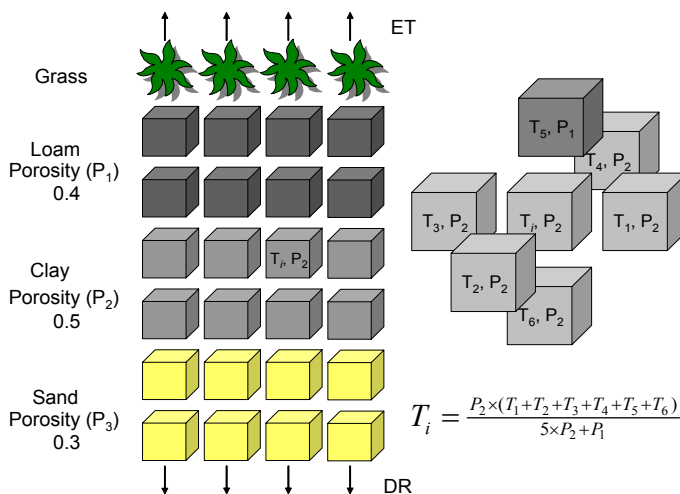 ET
Grass
Loam
Porosity (P₁)
0.4
Clay
Porosity (P₂)
0.5
Sand
Porosity (P₃)
0.3
DR
Tᵢ, P₂
T₅, P₁
T₄, P₂
T₃, P₂
Tᵢ, P₂
T₁, P₂
T₂, P₂
T₆, P₂
Tᵢ = P₂×(T₁+T₂+T₃+T₄+T₅+T₆) / 5×P₂+P₁